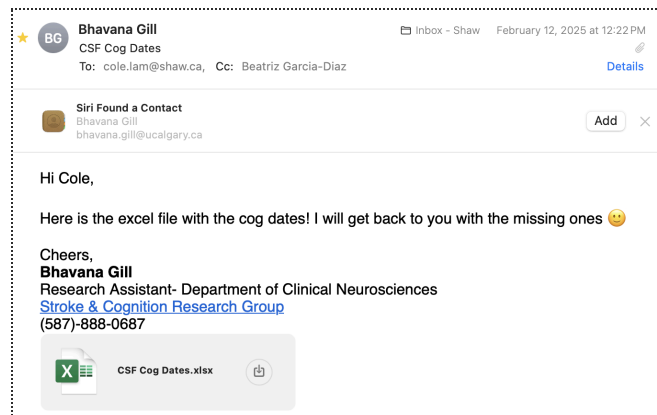 BG
Bhavana Gill
Inbox - Shaw February 12, 2025 at 12:22 PM
CSF Cog Dates
To: cole.lam@shaw.ca, Cc: Beatriz Garcia-Diaz
Details
Siri Found a Contact
Bhavana Gill
bhavana.gill@ucalgary.ca
Add
Hi Cole,
Here is the excel file with the cog dates! I will get back to you with the missing ones 🙂
Cheers,
Bhavana Gill
Research Assistant- Department of Clinical Neurosciences
Stroke & Cognition Research Group
(587)-888-0687
X
CSF Cog Dates.xlsx